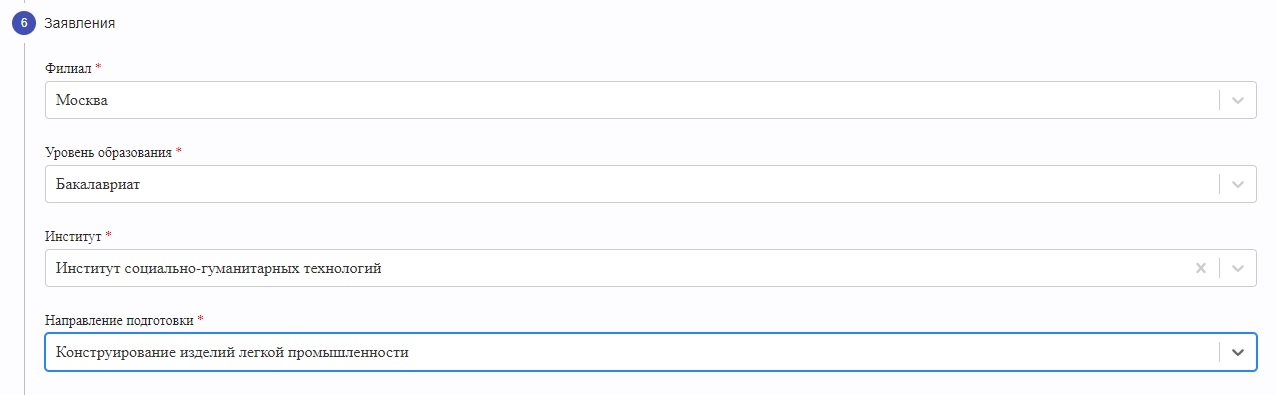 6 Заявления
Филиал *
Москва
Уровень образования *
Бакалавриат
Институт *
Институт социально-гуманитарных технологий
Направление подготовки *
Конструирование изделий легкой промышленности